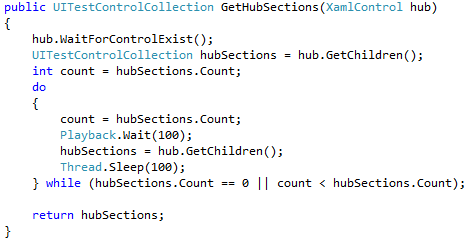 public UITestControlCollection GetHubSections(XamlControl hub)
{
    hub.WaitForControlExist();
    UITestControlCollection hubSections = hub.GetChildren();
    int count = hubSections.Count;
    do
    {
        count = hubSections.Count;
        Playback.Wait(100);
        hubSections = hub.GetChildren();
        Thread.Sleep(100);
    } while (hubSections.Count == 0 || count < hubSections.Count);

    return hubSections;
}